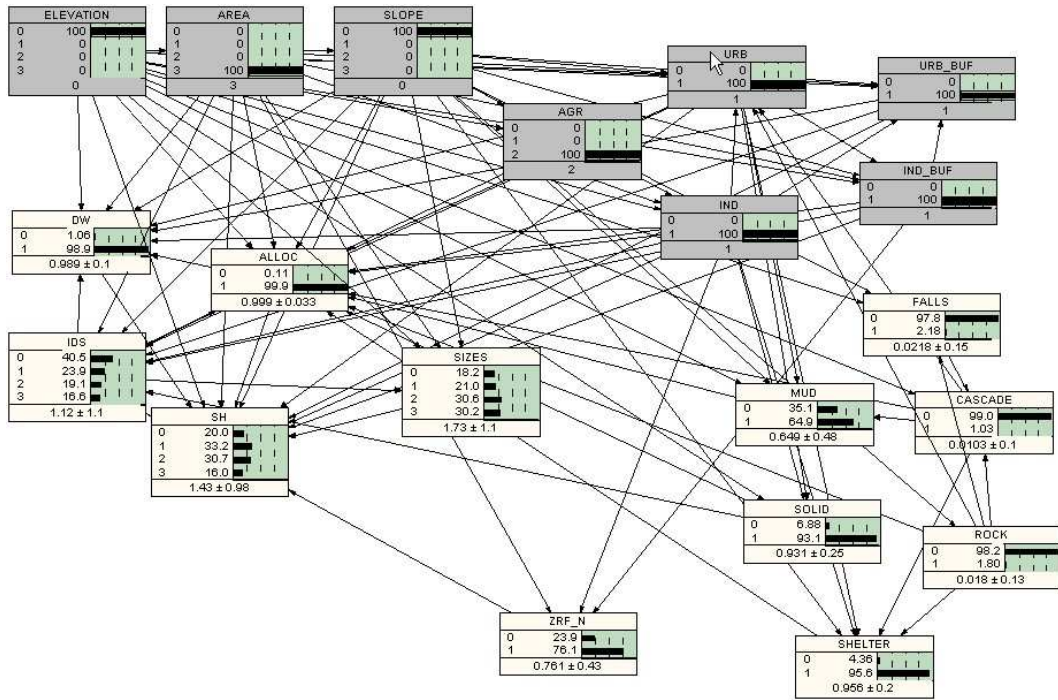 ELEVATION
0 100
1 0
2 0
3 0
0
AREA
0 0
1 0
2 0
3 100
3
SLOPE
0 100
1 0
2 0
3 0
0
URB
0 0
1 100
1
URB_BUF
0 0
1 100
1
AGR
0 0
1 0
2 100
2
IND_BUF
0 0
1 100
1
IND
0 0
1 100
1
DW
0 1.06
1 98.9
0.989 ± 0.1
ALLOC
0 0.11
1 99.9
0.999 ± 0.033
FALLS
0 97.8
1 2.18
0.0218 ± 0.15
IDS
0 40.5
1 23.9
2 19.1
3 16.6
1.12 ± 1.1
SIZES
0 18.2
1 21.0
2 30.6
3 30.2
1.73 ± 1.1
MUD
0 35.1
1 64.9
0.649 ± 0.48
CASCADE
0 99.0
1 1.03
0.0103 ± 0.1
SH
0 20.0
1 33.2
2 30.7
3 16.0
1.43 ± 0.98
SOLID
0 6.88
1 93.1
0.931 ± 0.25
ROCK
0 98.2
1 1.80
0.018 ± 0.13
ZRF_N
0 23.9
1 76.1
0.761 ± 0.43
SHELTER
0 4.36
1 95.6
0.956 ± 0.2